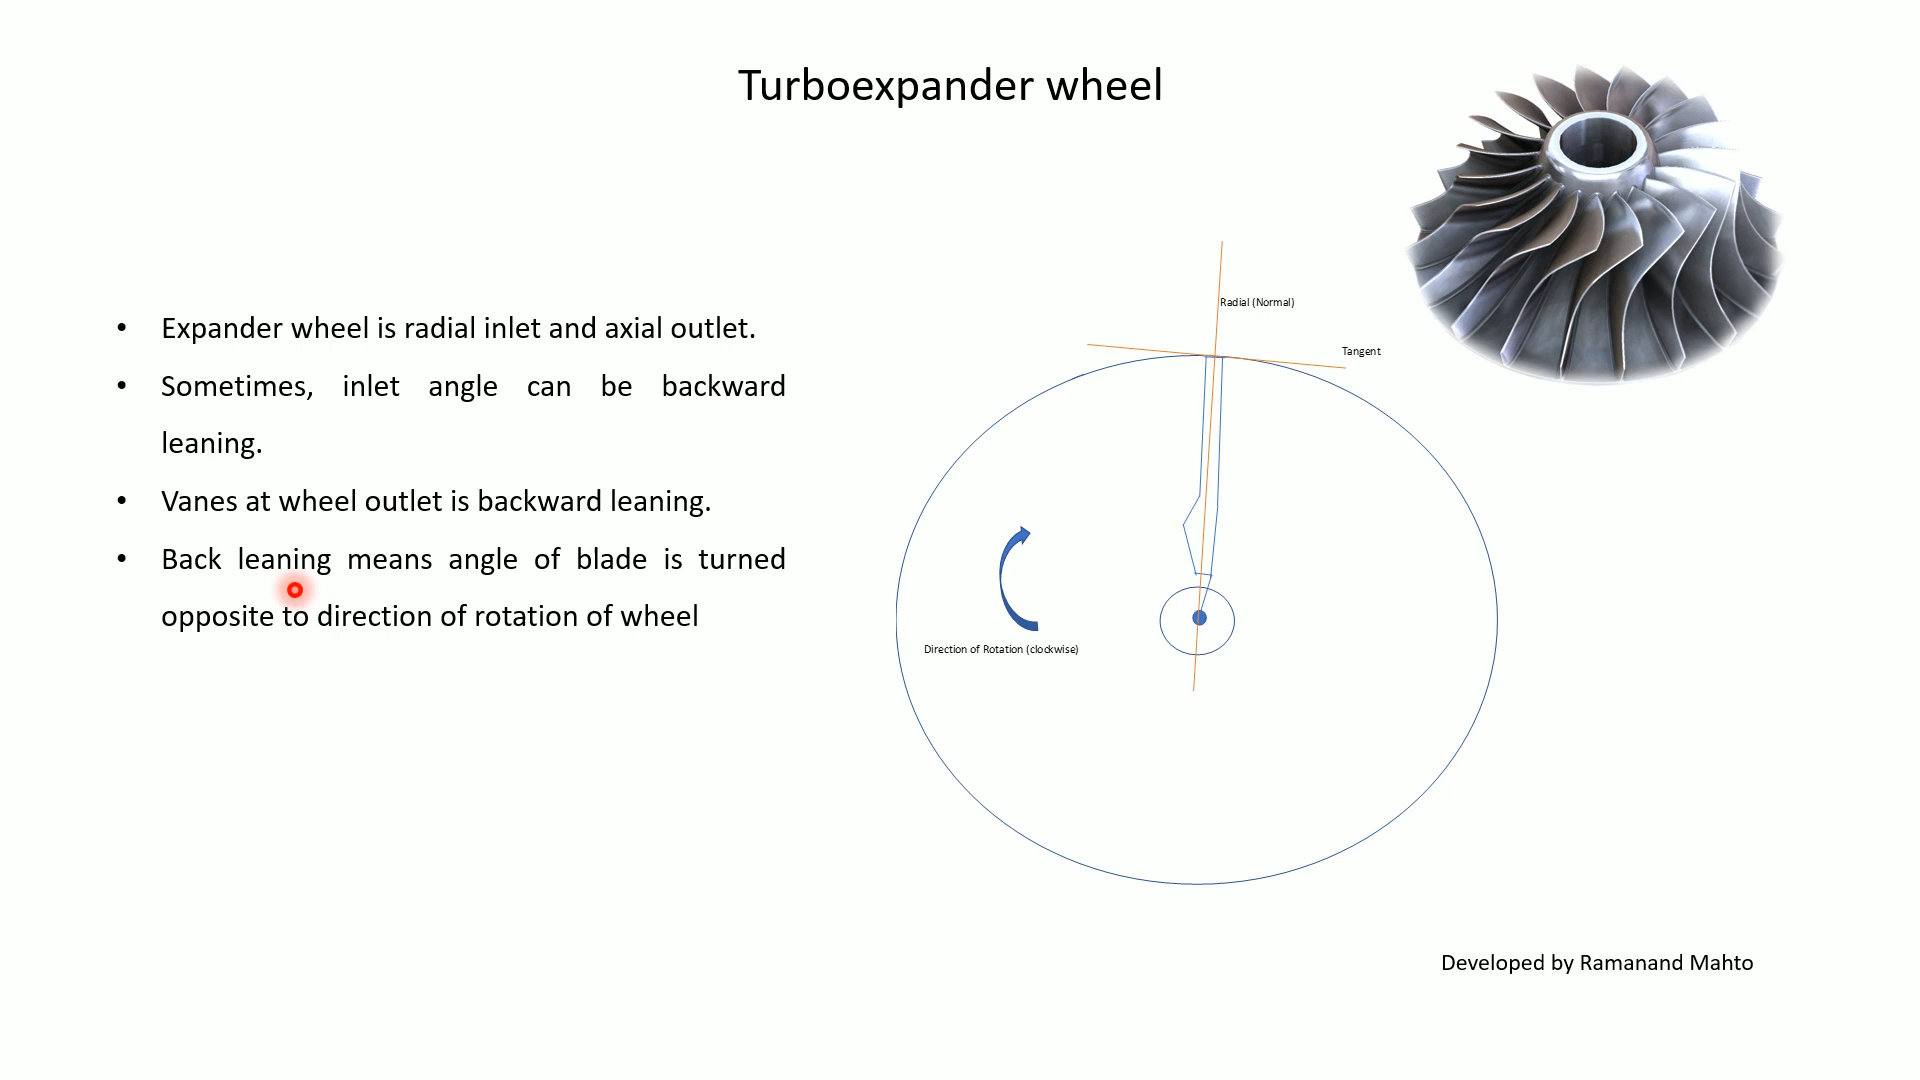 Turboexpander wheel
• Expander wheel is radial inlet and axial outlet.
• Sometimes, inlet angle can be backward
leaning.
• Vanes at wheel outlet is backward leaning.
• Back leaning means angle of blade is turned
opposite to direction of rotation of wheel
Radial (Normal)
Tangent
Direction of Rotation (clockwise)
Developed by Ramanand Mahto